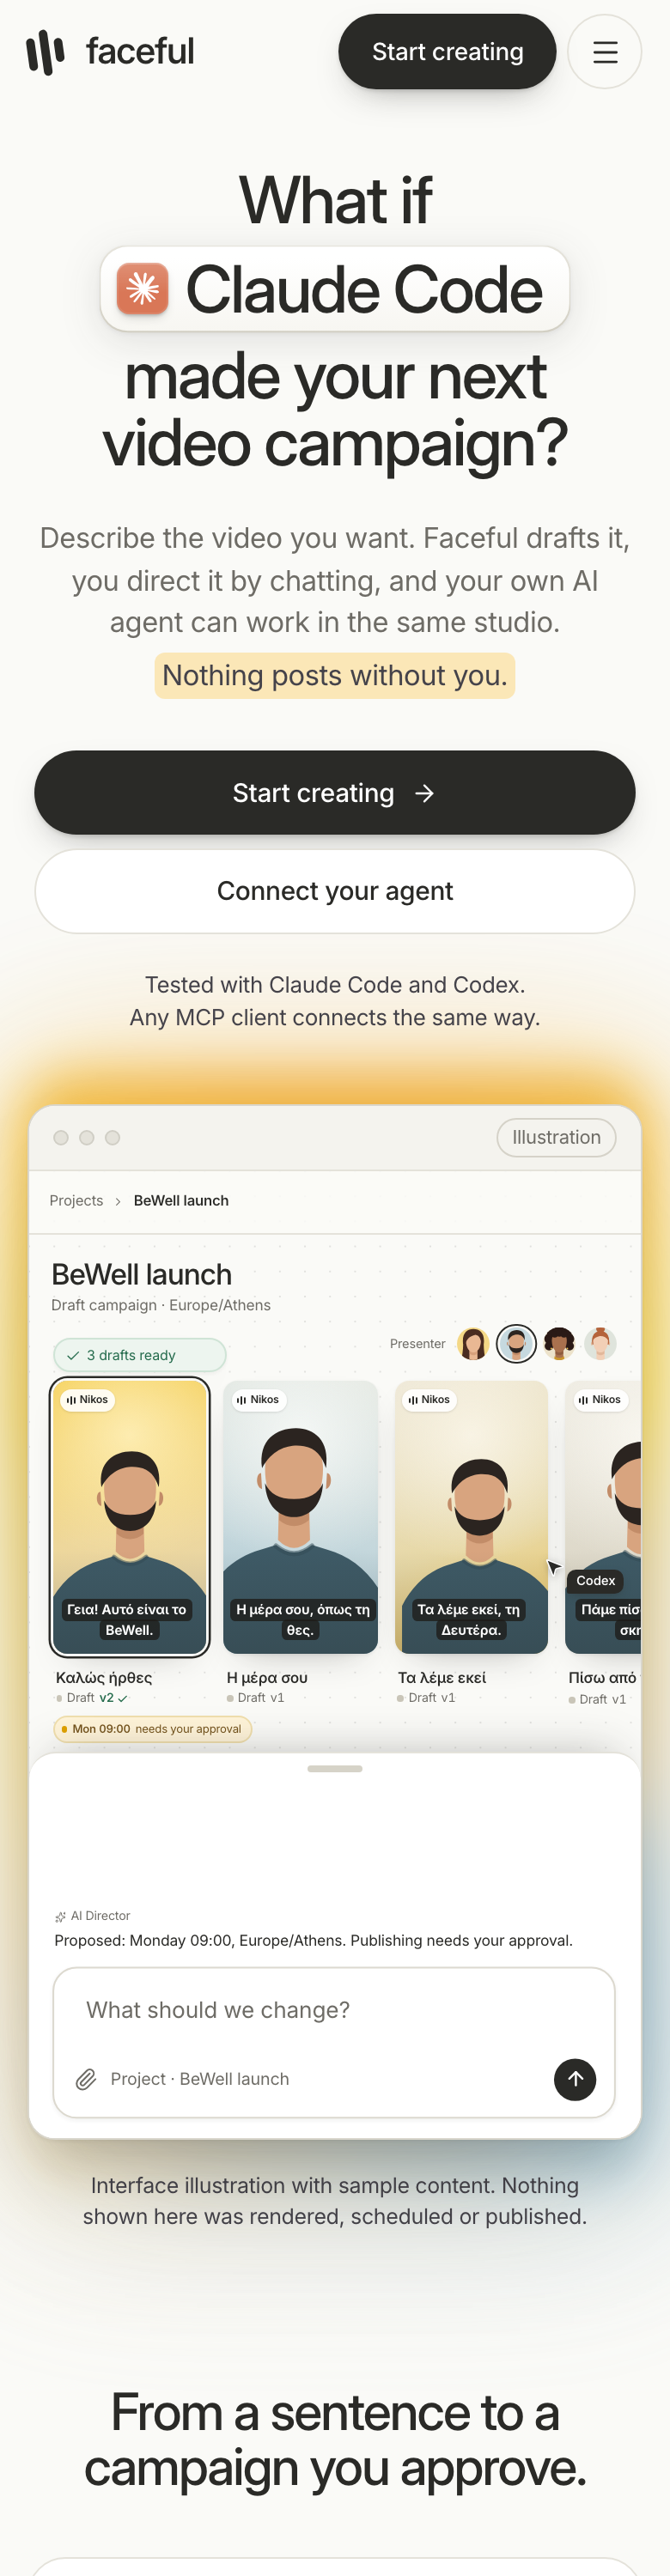 faceful
Start creating
What if
Claude Code
made your next
video campaign?
Describe the video you want. Faceful drafts it,
you direct it by chatting, and your own AI
agent can work in the same studio.
Nothing posts without you.
Start creating →
Connect your agent
Tested with Claude Code and Codex.
Any MCP client connects the same way.
Illustration
Projects › BeWell launch
BeWell launch
Draft campaign · Europe/Athens
✓ 3 drafts ready
Presenter
Nikos
Γεια! Αυτό είναι το
BeWell.
Καλώς ήρθες
Draft v2 ✓
Mon 09:00 needs your approval
Nikos
Η μέρα σου, όπως τη
θες.
Η μέρα σου
Draft v1
Nikos
Τα λέμε εκεί, τη
Δευτέρα.
Τα λέμε εκεί
Draft v1
Nikos
Codex
Πάμε πίσ
σκη
Πίσω από
Draft v1
AI Director
Proposed: Monday 09:00, Europe/Athens. Publishing needs your approval.
What should we change?
Project · BeWell launch
Interface illustration with sample content. Nothing
shown here was rendered, scheduled or published.
From a sentence to a
campaign you approve.